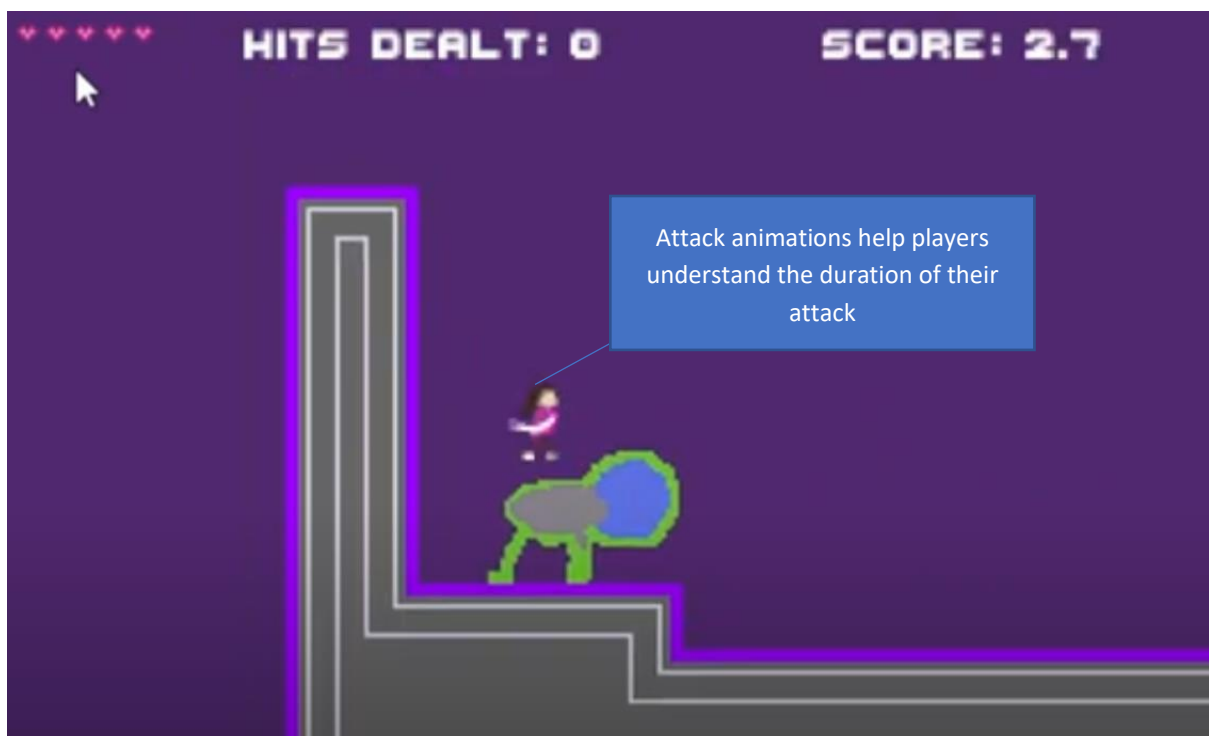 HITS DEALT: 0
SCORE: 2.7
Attack animations help players
understand the duration of their
attack